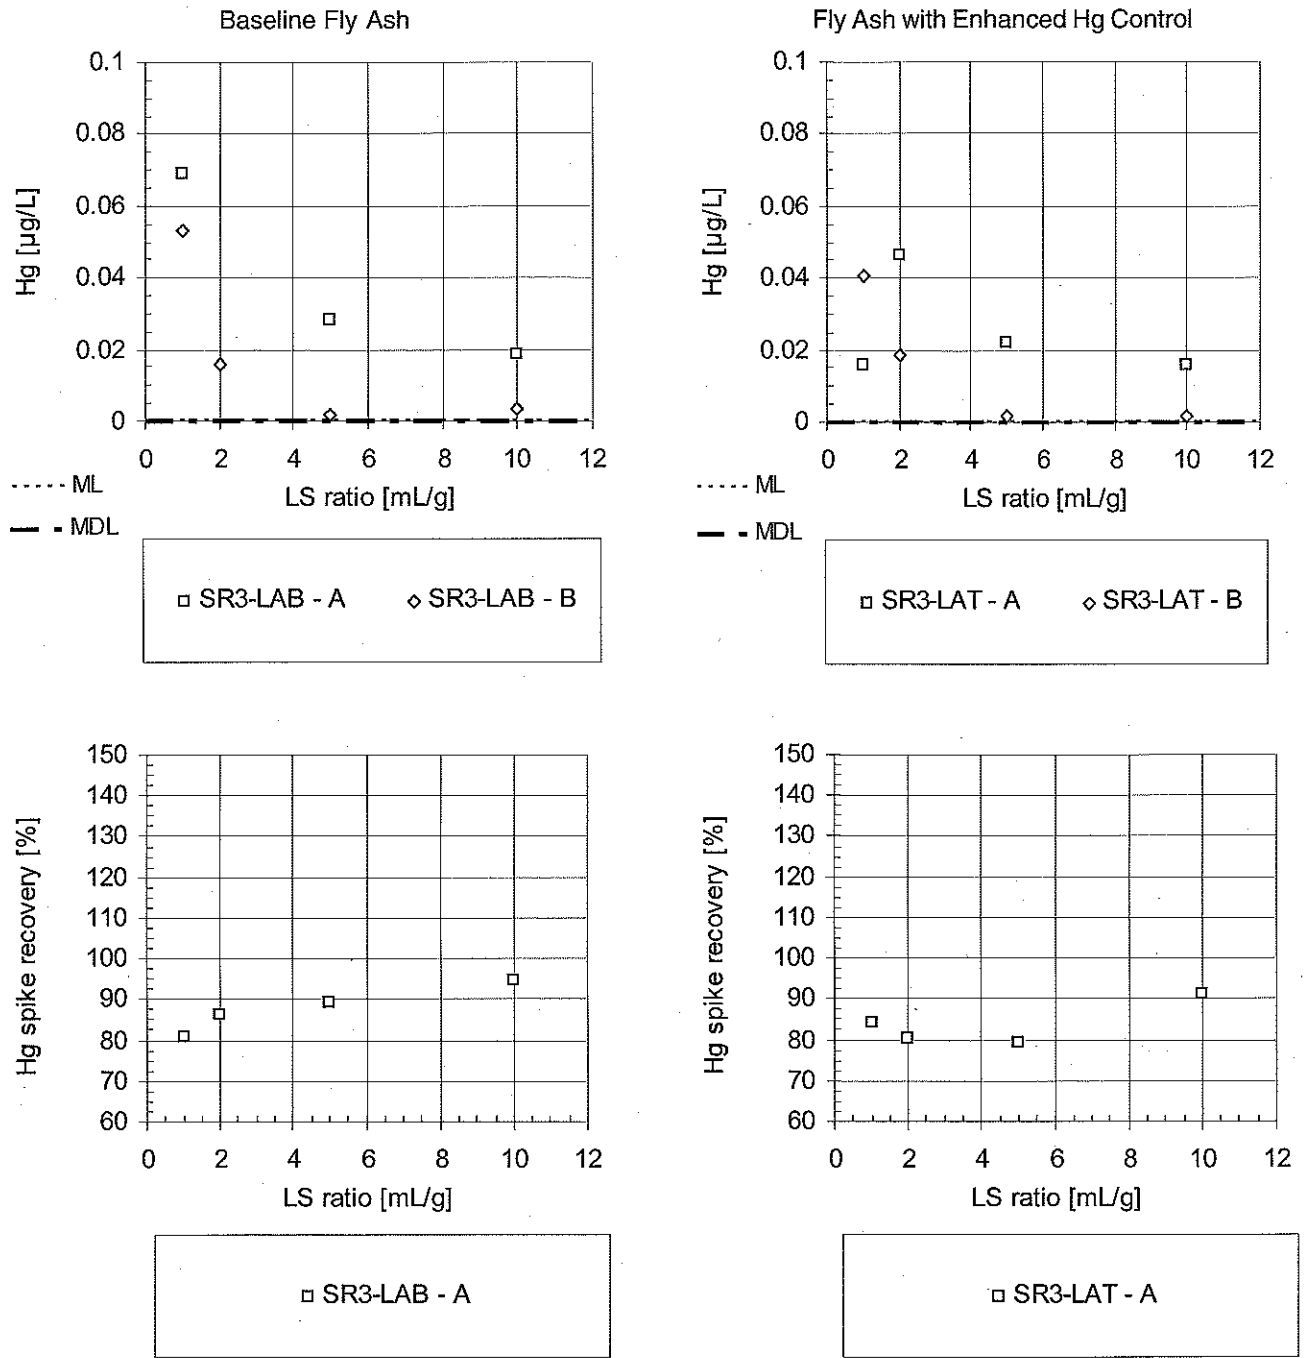 Baseline Fly Ash
Fly Ash with Enhanced Hg Control
0.1
0.08
0.06
0.04
0.02
0
Hg [µg/L]
0 2 4 6 8 10 12
LS ratio [mL/g]
ML
MDL
SR3-LAB - A SR3-LAB - B
0.1
0.08
0.06
0.04
0.02
0
Hg [µg/L]
0 2 4 6 8 10 12
LS ratio [mL/g]
ML
MDL
SR3-LAT - A SR3-LAT - B
150
140
130
120
110
100
90
80
70
60
Hg spike recovery [%]
0 2 4 6 8 10 12
LS ratio [mL/g]
SR3-LAB - A
150
140
130
120
110
100
90
80
70
60
Hg spike recovery [%]
0 2 4 6 8 10 12
LS ratio [mL/g]
SR3-LAT - A